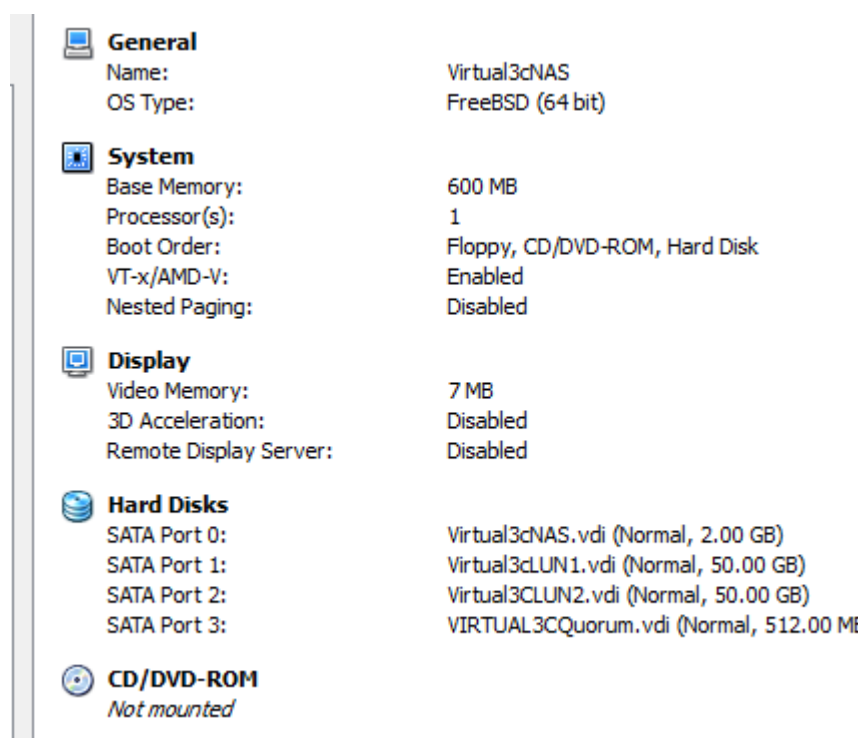 General
Name: Virtual3cNAS
OS Type: FreeBSD (64 bit)
System
Base Memory: 600 MB
Processor(s): 1
Boot Order: Floppy, CD/DVD-ROM, Hard Disk
VT-x/AMD-V: Enabled
Nested Paging: Disabled
Display
Video Memory: 7 MB
3D Acceleration: Disabled
Remote Display Server: Disabled
Hard Disks
SATA Port 0: Virtual3cNAS.vdi (Normal, 2.00 GB)
SATA Port 1: Virtual3cLUN1.vdi (Normal, 50.00 GB)
SATA Port 2: Virtual3CLUN2.vdi (Normal, 50.00 GB)
SATA Port 3: VIRTUAL3CQuorum.vdi (Normal, 512.00 MB
CD/DVD-ROM
Not mounted